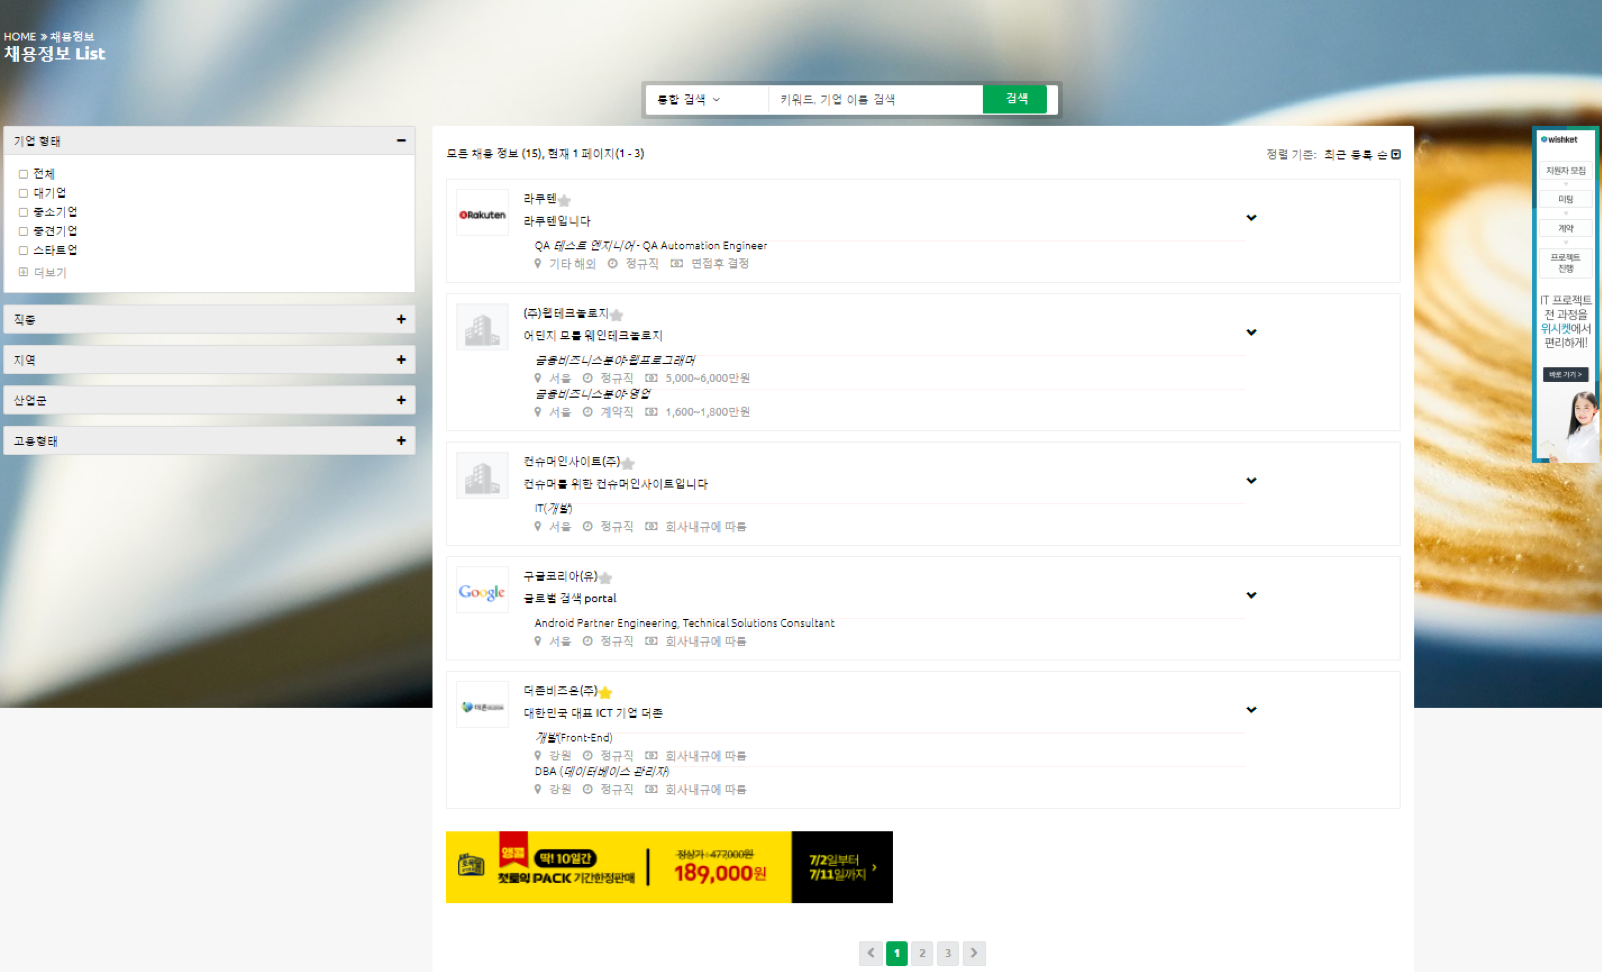 HOME » 채용정보
채용정보 List
통합 검색
키워드, 기업 이름 검색
검색
기업 형태
전체
대기업
중소기업
중견기업
스타트업
더보기
직종
지역
산업군
고용형태
모든 채용 정보 (15), 현재 1 페이지(1 - 3)
정렬 기준: 최근 등록 순
Rakuten
라쿠텐
라쿠텐입니다
QA 테스트 엔지니어 - QA Automation Engineer
기타 해외 정규직 면접후 결정
(주)웹테크놀로지
어딘지 모를 웨인테크놀로지
금융비즈니스분야-웹프로그래머
서울 정규직 5,000~6,000만원
금융비즈니스분야-영업
서울 계약직 1,600~1,800만원
컨슈머인사이트(주)
컨슈머를 위한 컨슈머인사이트입니다
IT(개발)
서울 정규직 회사내규에 따름
Google
구글코리아(유)
글로벌 검색 portal
Android Partner Engineering, Technical Solutions Consultant
서울 정규직 회사내규에 따름
더존비즈온(주)
대한민국 대표 ICT 기업 더존
개발(Front-End)
강원 정규직 회사내규에 따름
DBA (데이터베이스 관리자)
강원 정규직 회사내규에 따름
앵콜
딱! 10일간
첫토익 PACK 기간한정판매
정상가: 477,000원
189,000원
7/2일부터
7/11일까지
1 2 3
wishket
지원자 모집
미팅
계약
프로젝트
진행
IT 프로젝트
전 과정을
위시켓에서
편리하게!
바로 가기 >